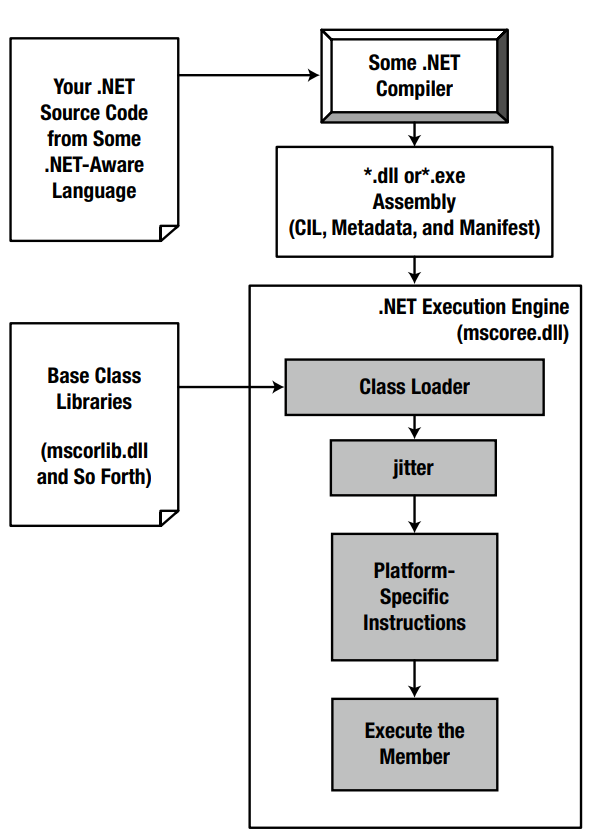 Your .NET
Source Code
from Some
.NET-Aware
Language
Some .NET
Compiler
*.dll or*.exe
Assembly
(CIL, Metadata, and Manifest)
.NET Execution Engine
(mscoree.dll)
Base Class
Libraries
(mscorlib.dll
and So Forth)
Class Loader
jitter
Platform-
Specific
Instructions
Execute the
Member